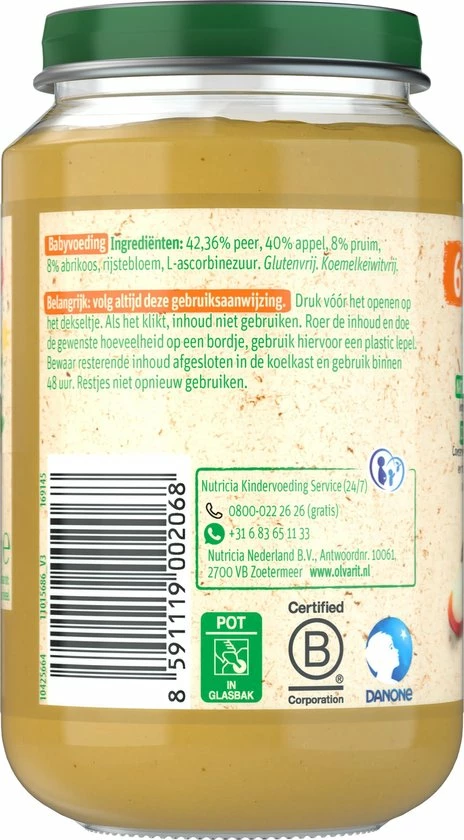 Babyvoeding Ingrediënten: 42,36% peer, 40% appel, 8% pruim,
8% abrikoos, rijstebloem, L-ascorbinezuur. Glutenvrij. Koemelkeiwitvrij.
Belangrijk: volg altijd deze gebruiksaanwijzing. Druk vóór het openen op
het dekseltje. Als het klikt, inhoud niet gebruiken. Roer de inhoud en doe
de gewenste hoeveelheid op een bordje, gebruik hiervoor een plastic lepel.
Bewaar resterende inhoud afgesloten in de koelkast en gebruik binnen
48 uur. Restjes niet opnieuw gebruiken.
6
169145
11015686_V3
10425664
8 591119 002068
Nutricia Kindervoeding Service (24/7)
0800-022 26 26 (gratis)
+31 6 83 65 11 33
Nutricia Nederland B.V., Antwoordnr. 10061,
2700 VB Zoetermeer www.olvarit.nl
POT
IN
GLASBAK
Certified
B
®
Corporation
DANONE
e